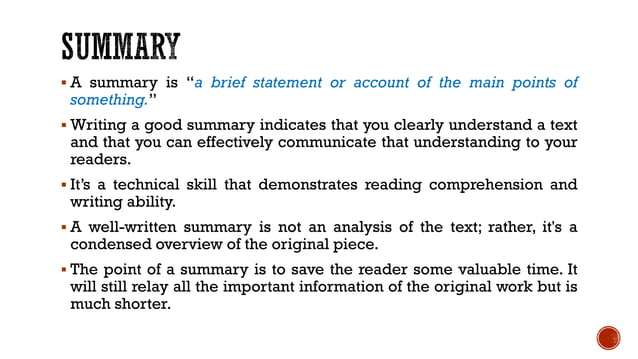 SUMMARY
▪ A summary is “a brief statement or account of the main points of
something.”
▪ Writing a good summary indicates that you clearly understand a text
and that you can effectively communicate that understanding to your
readers.
▪ It’s a technical skill that demonstrates reading comprehension and
writing ability.
▪ A well-written summary is not an analysis of the text; rather, it's a
condensed overview of the original piece.
▪ The point of a summary is to save the reader some valuable time. It
will still relay all the important information of the original work but is
much shorter.